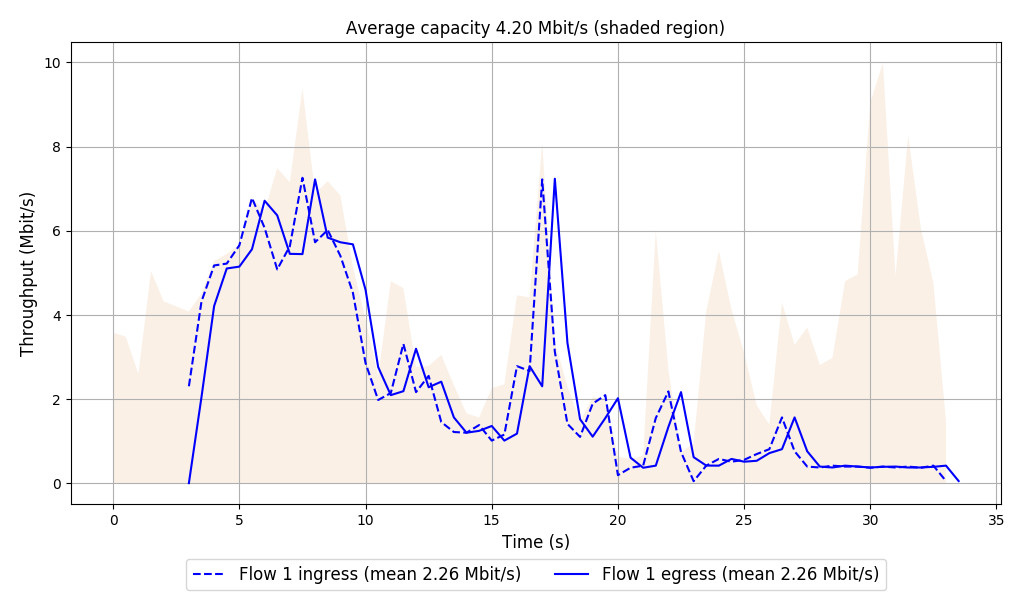 Average capacity 4.20 Mbit/s (shaded region)
10
8
6
4
2
0
Throughput (Mbit/s)
0 5 10 15 20 25 30 35
Time (s)
Flow 1 ingress (mean 2.26 Mbit/s) Flow 1 egress (mean 2.26 Mbit/s)